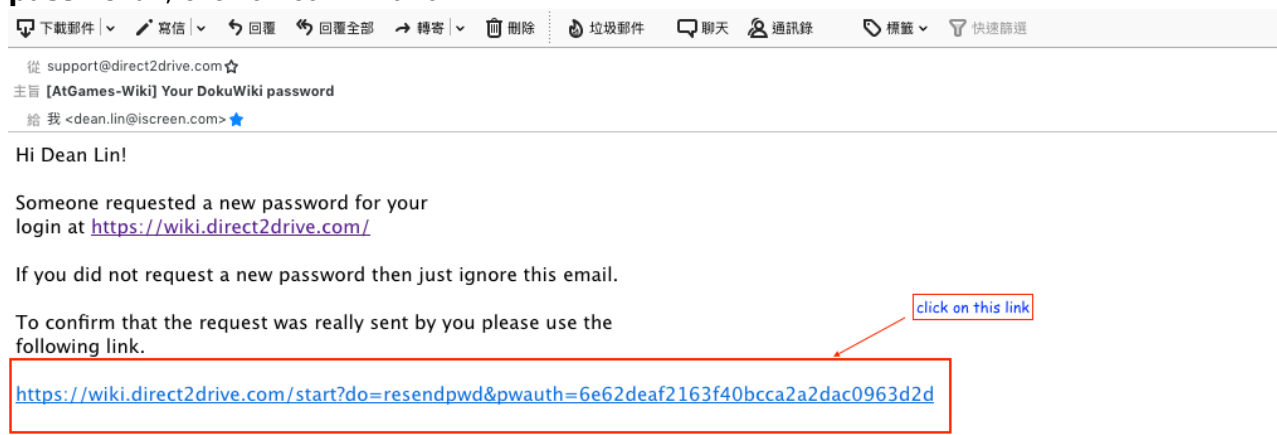 下載郵件 寫信 回覆 回覆全部 轉寄 刪除 垃圾郵件 聊天 通訊錄 標籤 快速篩選
從 support@direct2drive.com
主旨 [AtGames-Wiki] Your DokuWiki password
給 我 <dean.lin@iscreen.com>
Hi Dean Lin!
Someone requested a new password for your
login at https://wiki.direct2drive.com/
If you did not request a new password then just ignore this email.
click on this link
To confirm that the request was really sent by you please use the
following link.
https://wiki.direct2drive.com/start?do=resendpwd&pwauth=6e62deaf2163f40bcca2a2dac0963d2d